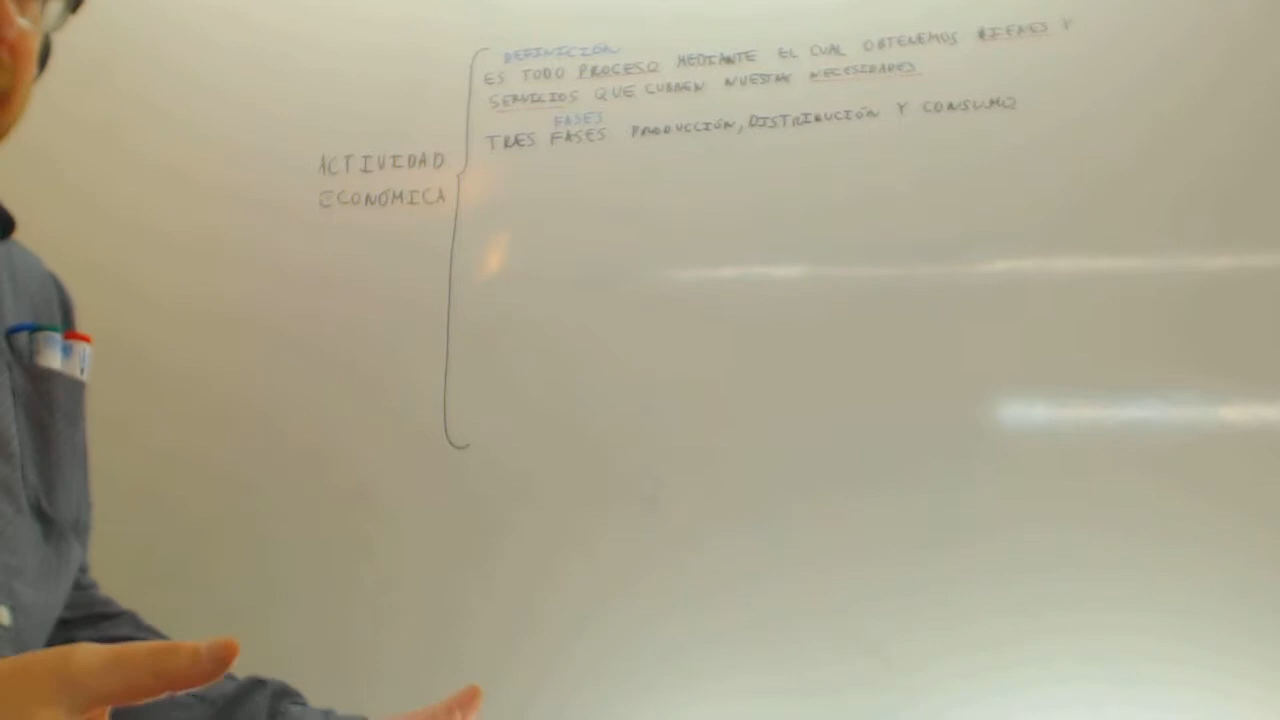 DEFINICIÓN
ES TODO PROCESO MEDIANTE EL CUAL OBTENEMOS BIENES Y
SERVICIOS QUE CUBREN NUESTRAS NECESIDADES
FASES
TRES FASES PRODUCCIÓN, DISTRIBUCIÓN Y CONSUMO
ACTIVIDAD
ECONÓMICA